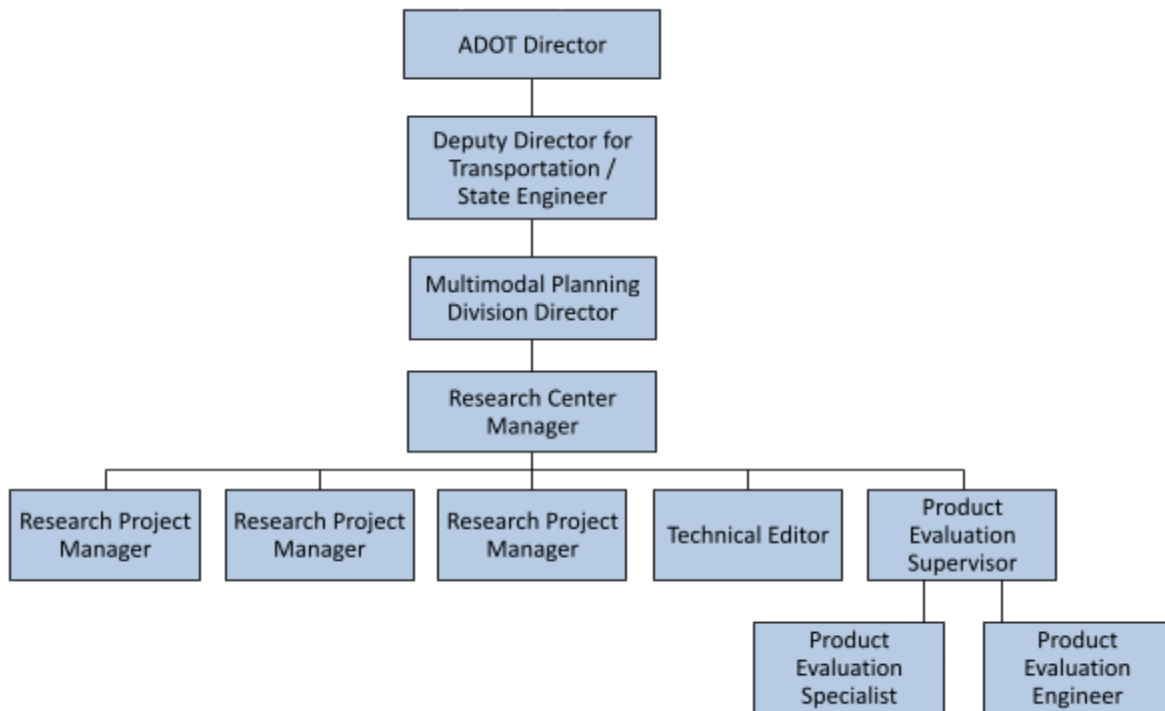 ADOT Director
Deputy Director for
Transportation /
State Engineer
Multimodal Planning
Division Director
Research Center
Manager
Research Project
Manager
Research Project
Manager
Research Project
Manager
Technical Editor
Product
Evaluation
Supervisor
Product
Evaluation
Specialist
Product
Evaluation
Engineer